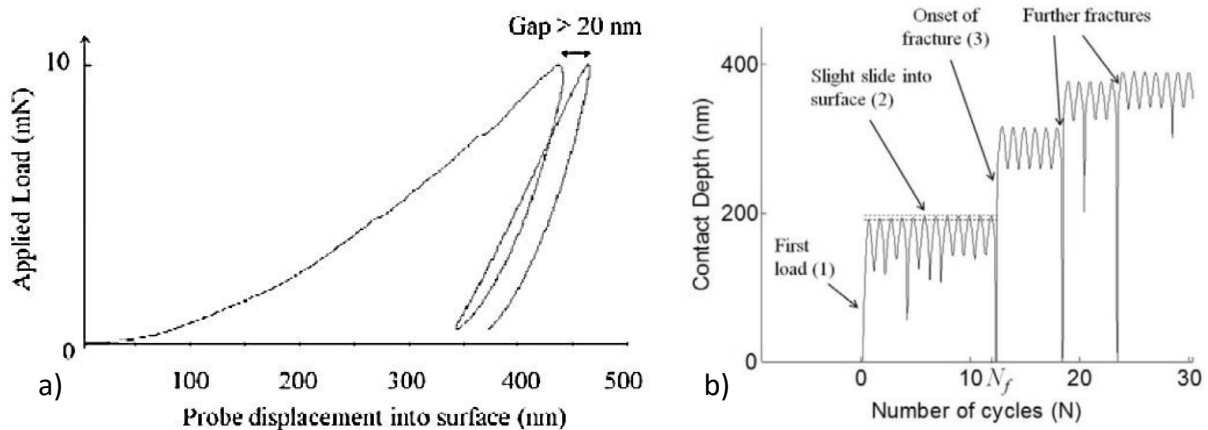 Gap > 20 nm
10
0
Applied Load (mN)
100 200 300 400 500
Probe displacement into surface (nm)
a)
Onset of
fracture (3)
Further fractures
Slight slide into
surface (2)
First
load (1)
400
200
0
Contact Depth (nm)
0 10 N_f 20 30
Number of cycles (N)
b)